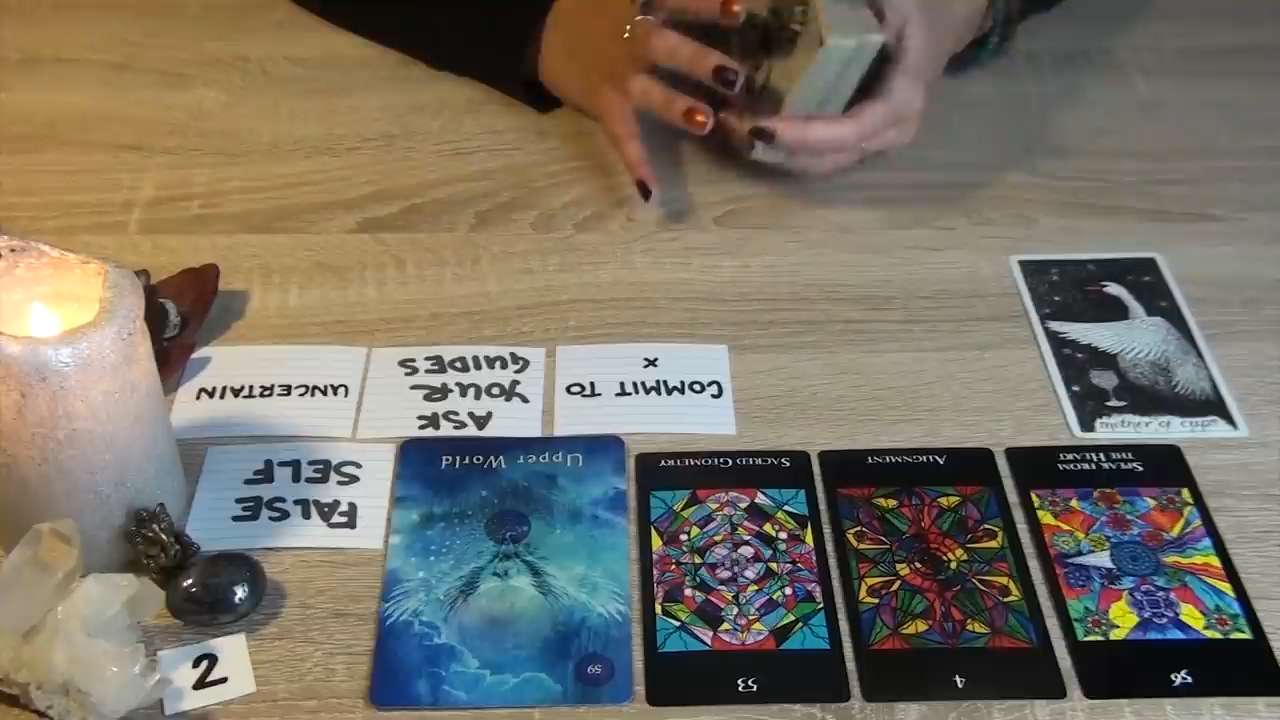 UNCERTAIN
ASK
YOUR
GUIDES
COMMIT TO
X
mother of cups
FALSE
SELF
Upper World
59
SACRED GEOMETRY
53
ALIGNMENT
4
SPEAK FROM
THE HEART
56
2